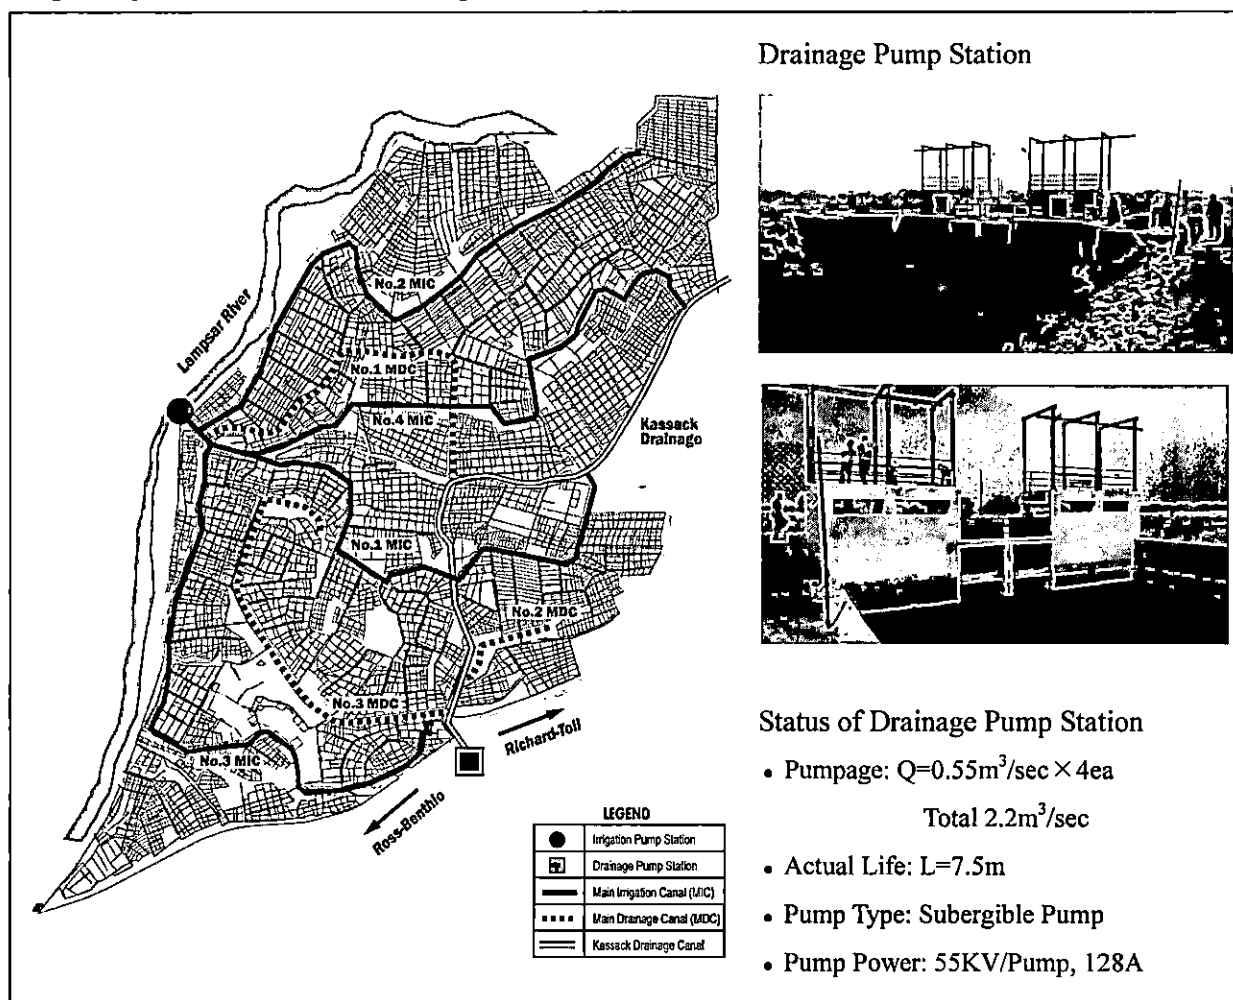 Drainage Pump Station
No.2 MIC
Lampsar River
No.1 MDC
No.4 MIC
Kassack
Drainago
No.1 MIC
No.2 MDC
No.3 MDC
Richard-Toll
No.3 MIC
Ross-Benthio
LEGEND
Irrigation Pump Station
Drainage Pump Station
Main Irrigation Canal (MIC)
Main Drainage Canal (MDC)
Kassack Drainage Canal
Status of Drainage Pump Station
• Pumpage: Q=0.55m³/sec×4ea
Total 2.2m³/sec
• Actual Life: L=7.5m
• Pump Type: Subergible Pump
• Pump Power: 55KV/Pump, 128A